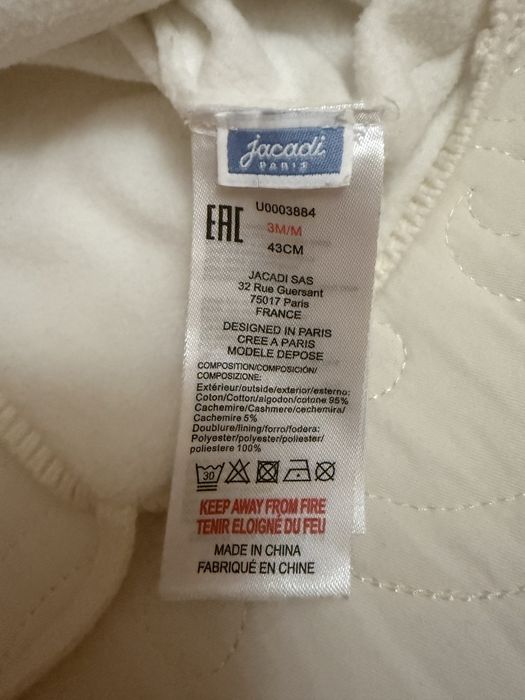 jacadi
PARIS
EAC
U0003884
3M/M
43CM
JACADI SAS
32 Rue Guersant
75017 Paris
FRANCE
DESIGNED IN PARIS
CREE A PARIS
MODELE DEPOSE
COMPOSITION/COMPOSICIÓN/
COMPOSIZIONE:
Extérieur/outside/exterior/esterno:
Coton/Cotton/algodon/cotone 95%
Cachemire/Cashmere/cechemira/
Cachemire 5%
Doublure/lining/forro/fodera:
Polyester/polyester/poliester/
poliestere 100%
30
KEEP AWAY FROM FIRE
TENIR ELOIGNÉ DU FEU
MADE IN CHINA
FABRIQUÉ EN CHINE